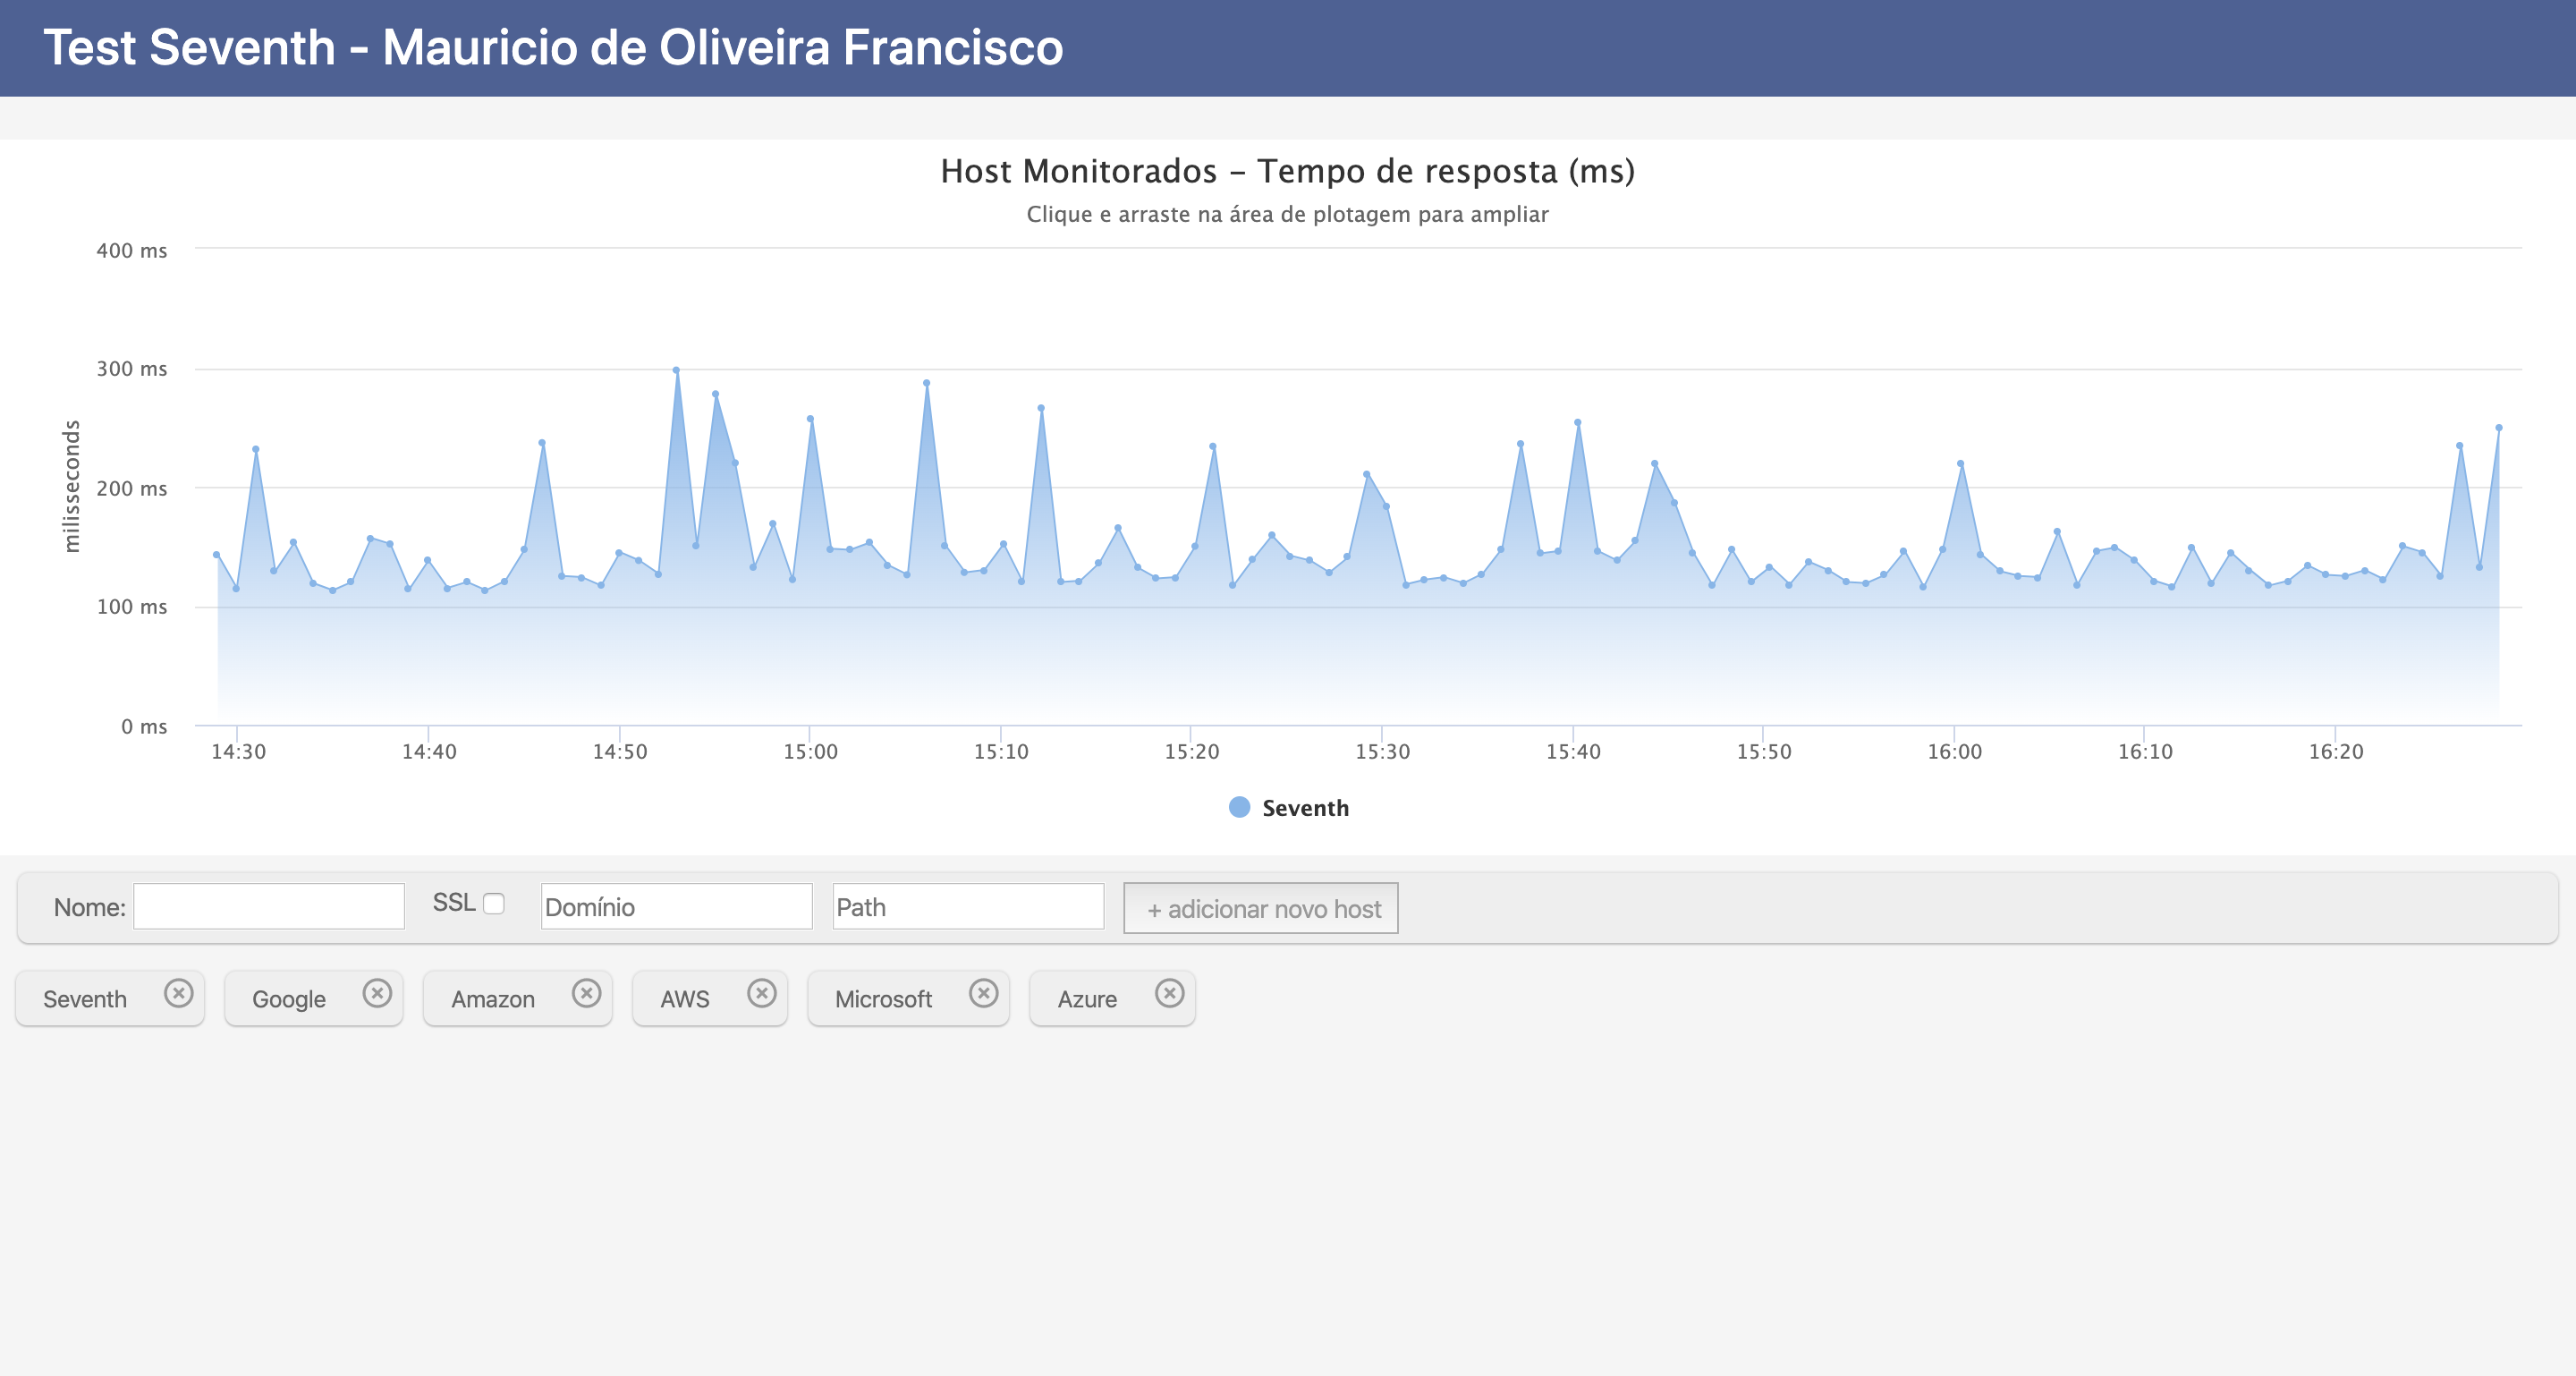 Test Seventh - Mauricio de Oliveira Francisco
Host Monitorados – Tempo de resposta (ms)
Clique e arraste na área de plotagem para ampliar
400 ms
300 ms
200 ms
100 ms
0 ms
milisseconds
14:30 14:40 14:50 15:00 15:10 15:20 15:30 15:40 15:50 16:00 16:10 16:20
Seventh
Nome: SSL Domínio Path + adicionar novo host
Seventh Google Amazon AWS Microsoft Azure